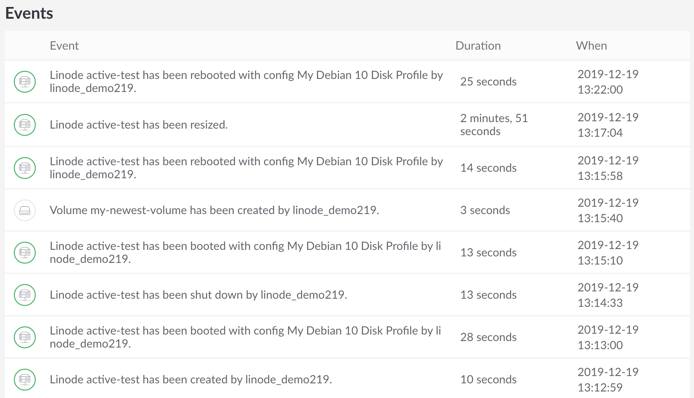 Events
Event Duration When
Linode active-test has been rebooted with config My Debian 10 Disk Profile by
linode_demo219.
25 seconds
2019-12-19
13:22:00
Linode active-test has been resized.
2 minutes, 51
seconds
2019-12-19
13:17:04
Linode active-test has been rebooted with config My Debian 10 Disk Profile by
linode_demo219.
14 seconds
2019-12-19
13:15:58
Volume my-newest-volume has been created by linode_demo219.
3 seconds
2019-12-19
13:15:40
Linode active-test has been booted with config My Debian 10 Disk Profile by li
node_demo219.
13 seconds
2019-12-19
13:15:10
Linode active-test has been shut down by linode_demo219.
13 seconds
2019-12-19
13:14:33
Linode active-test has been booted with config My Debian 10 Disk Profile by li
node_demo219.
28 seconds
2019-12-19
13:13:00
Linode active-test has been created by linode_demo219.
10 seconds
2019-12-19
13:12:59